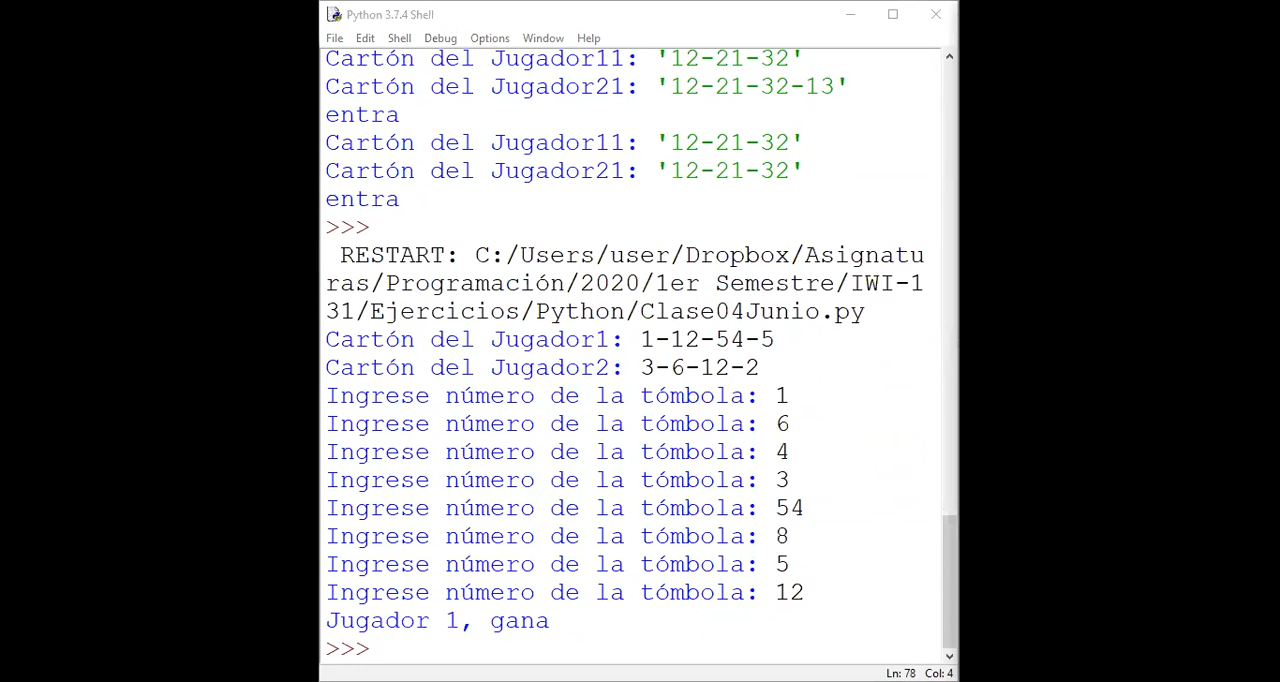 Python 3.7.4 Shell
File Edit Shell Debug Options Window Help
Cartón del Jugador11: '12-21-32'
Cartón del Jugador21: '12-21-32-13'
entra
Cartón del Jugador11: '12-21-32'
Cartón del Jugador21: '12-21-32'
entra
>>>
RESTART: C:/Users/user/Dropbox/Asignatu
ras/Programación/2020/1er Semestre/IWI-1
31/Ejercicios/Python/Clase04Junio.py
Cartón del Jugador1: 1-12-54-5
Cartón del Jugador2: 3-6-12-2
Ingrese número de la tómbola: 1
Ingrese número de la tómbola: 6
Ingrese número de la tómbola: 4
Ingrese número de la tómbola: 3
Ingrese número de la tómbola: 54
Ingrese número de la tómbola: 8
Ingrese número de la tómbola: 5
Ingrese número de la tómbola: 12
Jugador 1, gana
>>>
Ln: 78 Col: 4